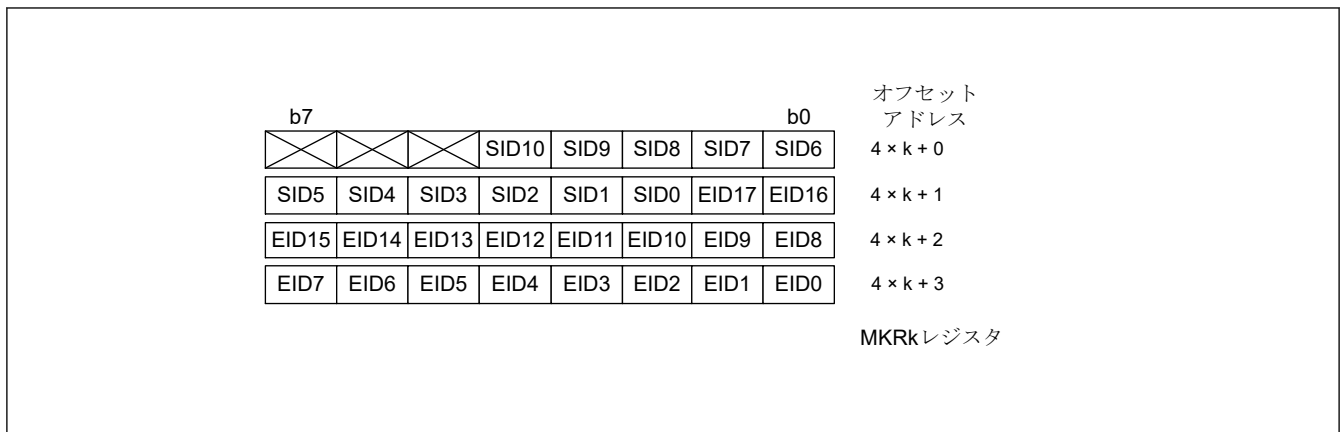 オフセット
b7 b0 アドレス
SID10 SID9 SID8 SID7 SID6 4 × k + 0
SID5 SID4 SID3 SID2 SID1 SID0 EID17 EID16 4 × k + 1
EID15 EID14 EID13 EID12 EID11 EID10 EID9 EID8 4 × k + 2
EID7 EID6 EID5 EID4 EID3 EID2 EID1 EID0 4 × k + 3
MKRkレジスタ